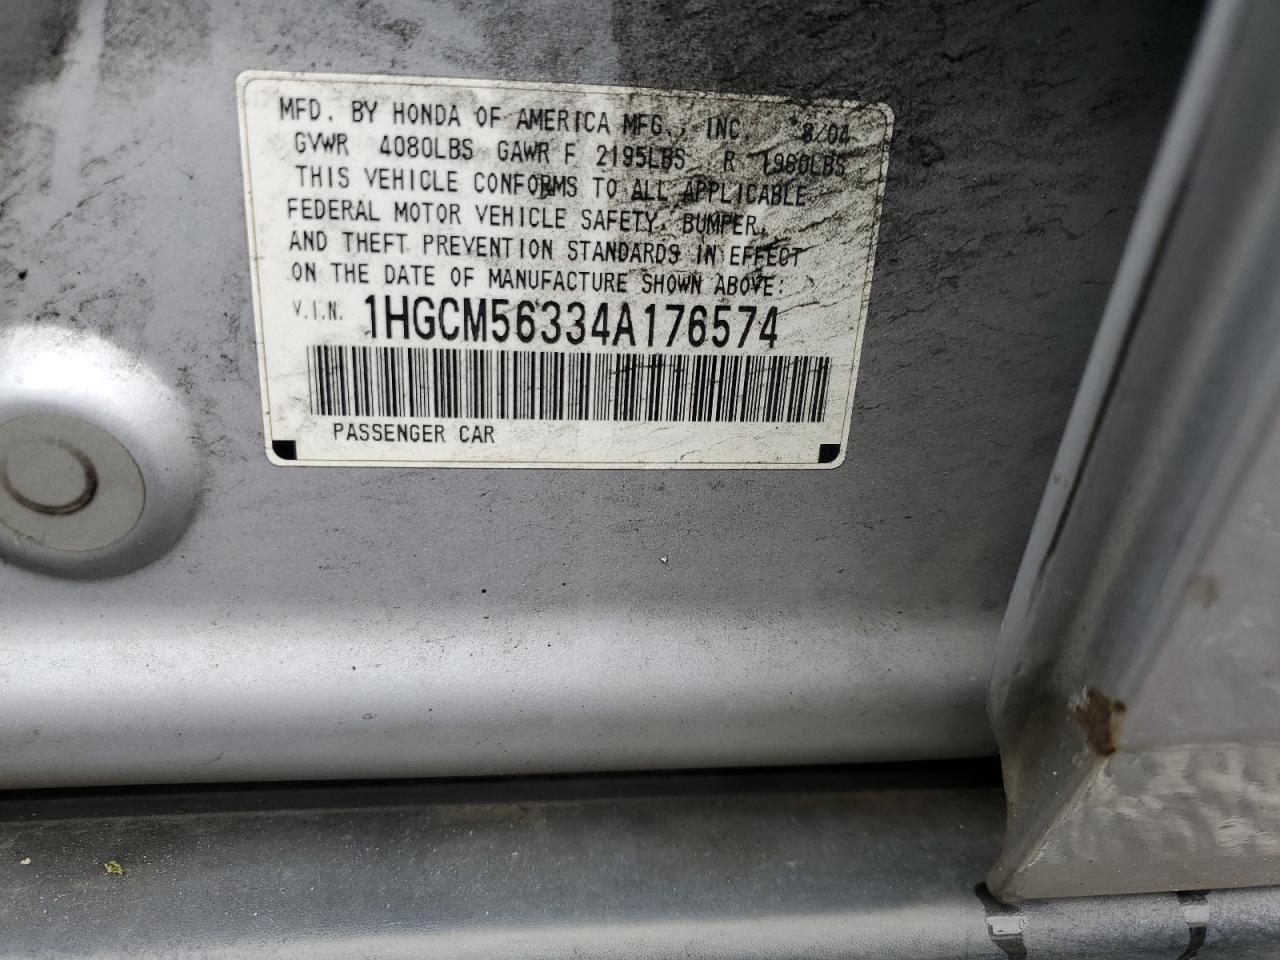 MFD. BY HONDA OF AMERICA MFG., INC. 8/04
GVWR 4080LBS GAWR F 2195LBS R 1960LBS
THIS VEHICLE CONFORMS TO ALL APPLICABLE
FEDERAL MOTOR VEHICLE SAFETY, BUMPER,
AND THEFT PREVENTION STANDARDS IN EFFECT
ON THE DATE OF MANUFACTURE SHOWN ABOVE:
V.I.N. 1HGCM56334A176574
PASSENGER CAR